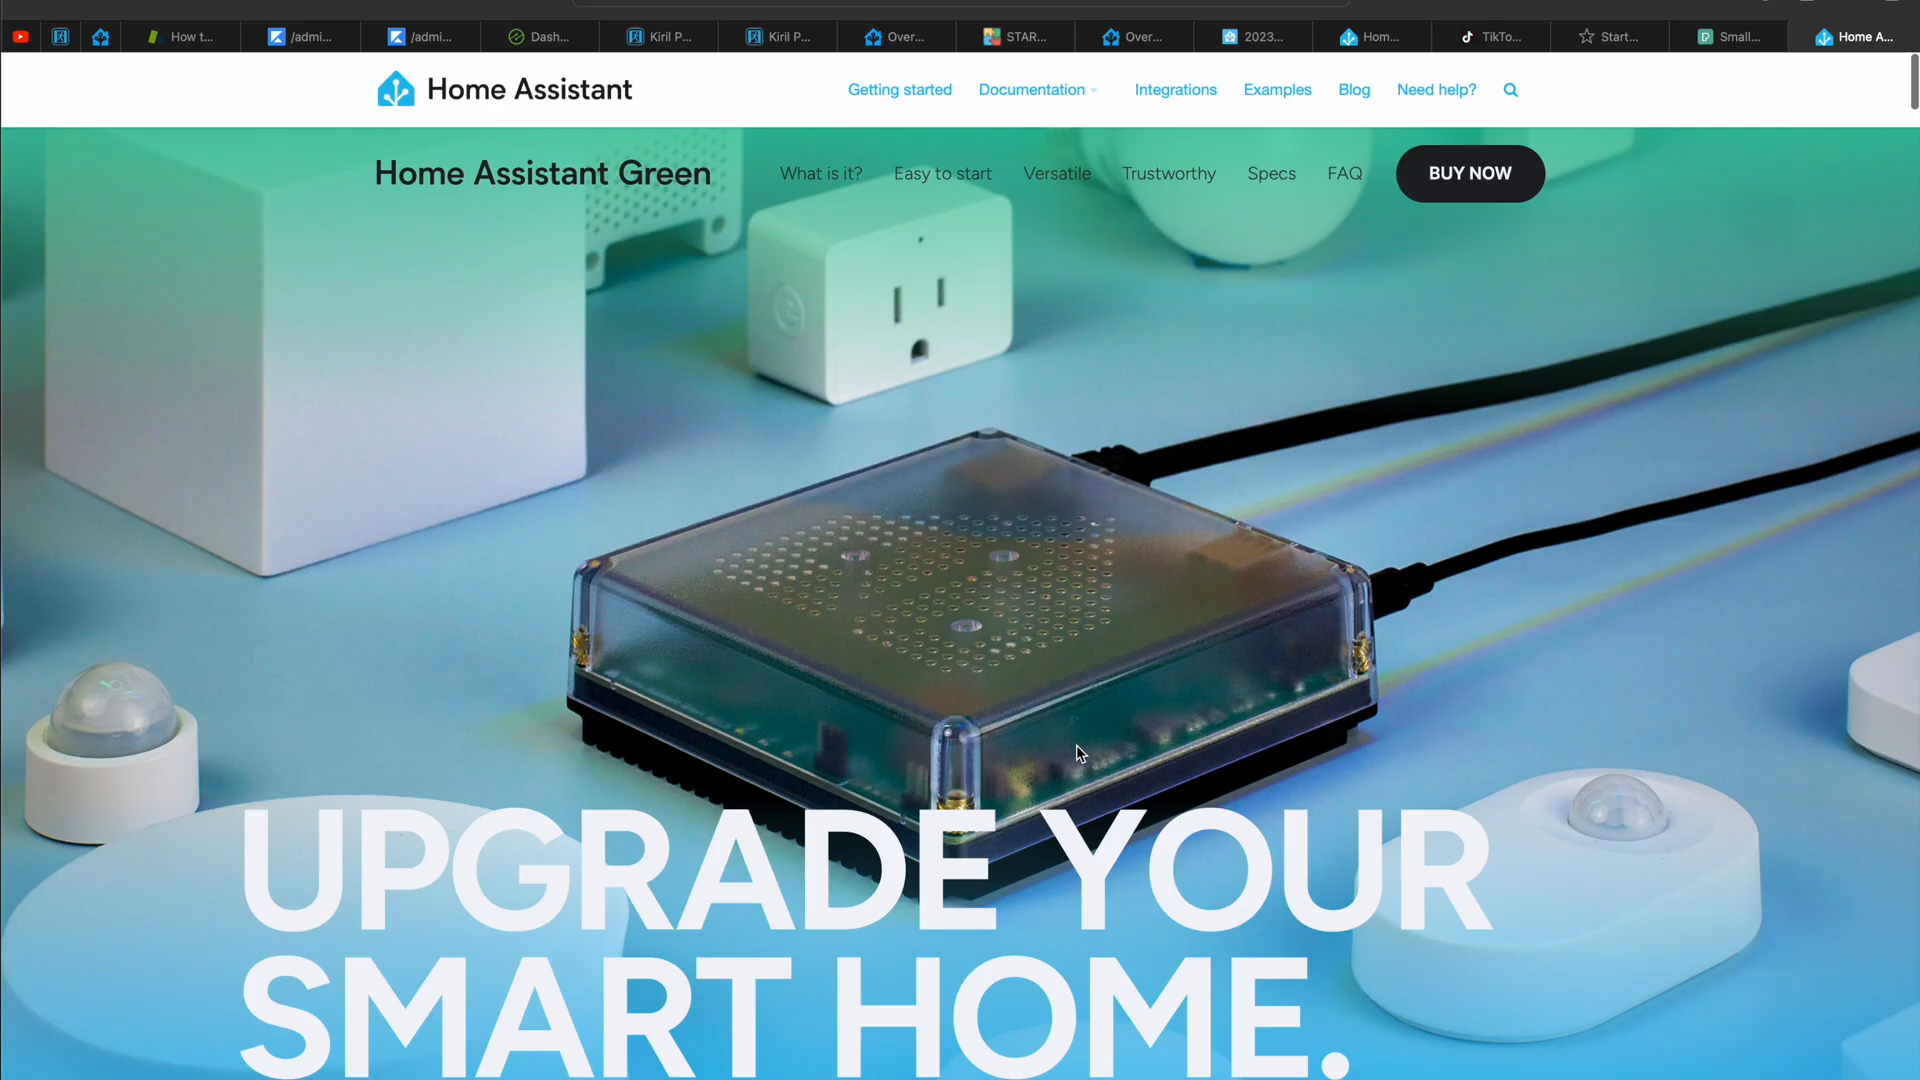 How t...
/admi...
/admi...
Dash...
Kiril P...
Kiril P...
Over...
STAR...
Over...
2023...
Hom...
TikTo...
Start...
Small...
Home A...
Home Assistant
Getting started
Documentation
Integrations
Examples
Blog
Need help?
Home Assistant Green
What is it?
Easy to start
Versatile
Trustworthy
Specs
FAQ
BUY NOW
UPGRADE YOUR
SMART HOME.